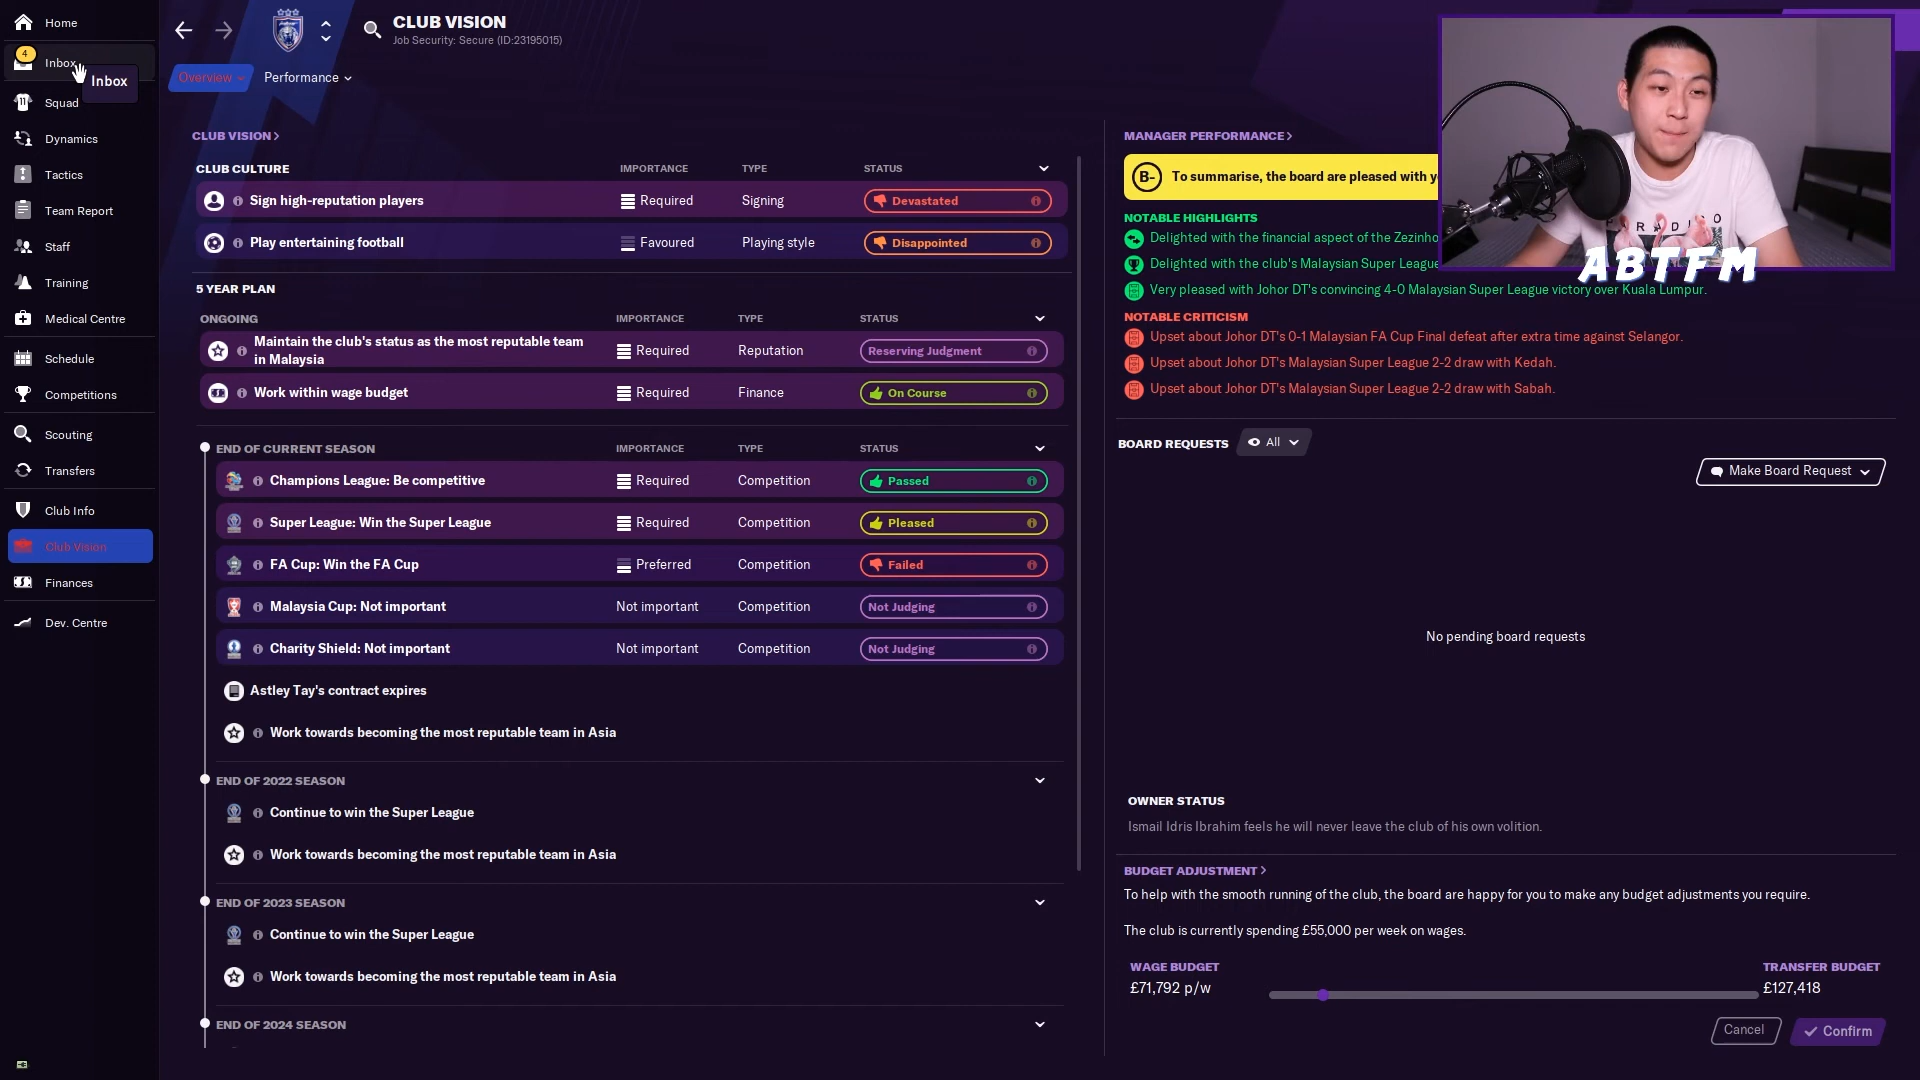 Home
4
Inbox
Inbox
Squad
Dynamics
Tactics
Team Report
Staff
Training
Medical Centre
Schedule
Competitions
Scouting
Transfers
Club Info
Club Vision
Finances
Dev. Centre
CLUB VISION
Job Security: Secure (ID:23195015)
Overview
Performance
CLUB VISION
CLUB CULTURE IMPORTANCE TYPE STATUS
Sign high-reputation players Required Signing Devastated
Play entertaining football Favoured Playing style Disappointed
5 YEAR PLAN
ONGOING IMPORTANCE TYPE STATUS
Maintain the club's status as the most reputable team
in Malaysia Required Reputation Reserving Judgment
Work within wage budget Required Finance On Course
END OF CURRENT SEASON IMPORTANCE TYPE STATUS
Champions League: Be competitive Required Competition Passed
Super League: Win the Super League Required Competition Pleased
FA Cup: Win the FA Cup Preferred Competition Failed
Malaysia Cup: Not important Not important Competition Not Judging
Charity Shield: Not important Not important Competition Not Judging
Astley Tay's contract expires
Work towards becoming the most reputable team in Asia
END OF 2022 SEASON
Continue to win the Super League
Work towards becoming the most reputable team in Asia
END OF 2023 SEASON
Continue to win the Super League
Work towards becoming the most reputable team in Asia
END OF 2024 SEASON
MANAGER PERFORMANCE
B- To summarise, the board are pleased with
NOTABLE HIGHLIGHTS
Delighted with the financial aspect of the Zezinho
Delighted with the club's Malaysian Super League
Very pleased with Johor DT's convincing 4-0 Malaysian Super League victory over Kuala Lumpur.
NOTABLE CRITICISM
Upset about Johor DT's 0-1 Malaysian FA Cup Final defeat after extra time against Selangor.
Upset about Johor DT's Malaysian Super League 2-2 draw with Kedah.
Upset about Johor DT's Malaysian Super League 2-2 draw with Sabah.
ABTFM
BOARD REQUESTS All
Make Board Request
No pending board requests
OWNER STATUS
Ismail Idris Ibrahim feels he will never leave the club of his own volition.
BUDGET ADJUSTMENT
To help with the smooth running of the club, the board are happy for you to make any budget adjustments you require.
The club is currently spending £55,000 per week on wages.
WAGE BUDGET TRANSFER BUDGET
£71,792 p/w £127,418
Cancel Confirm